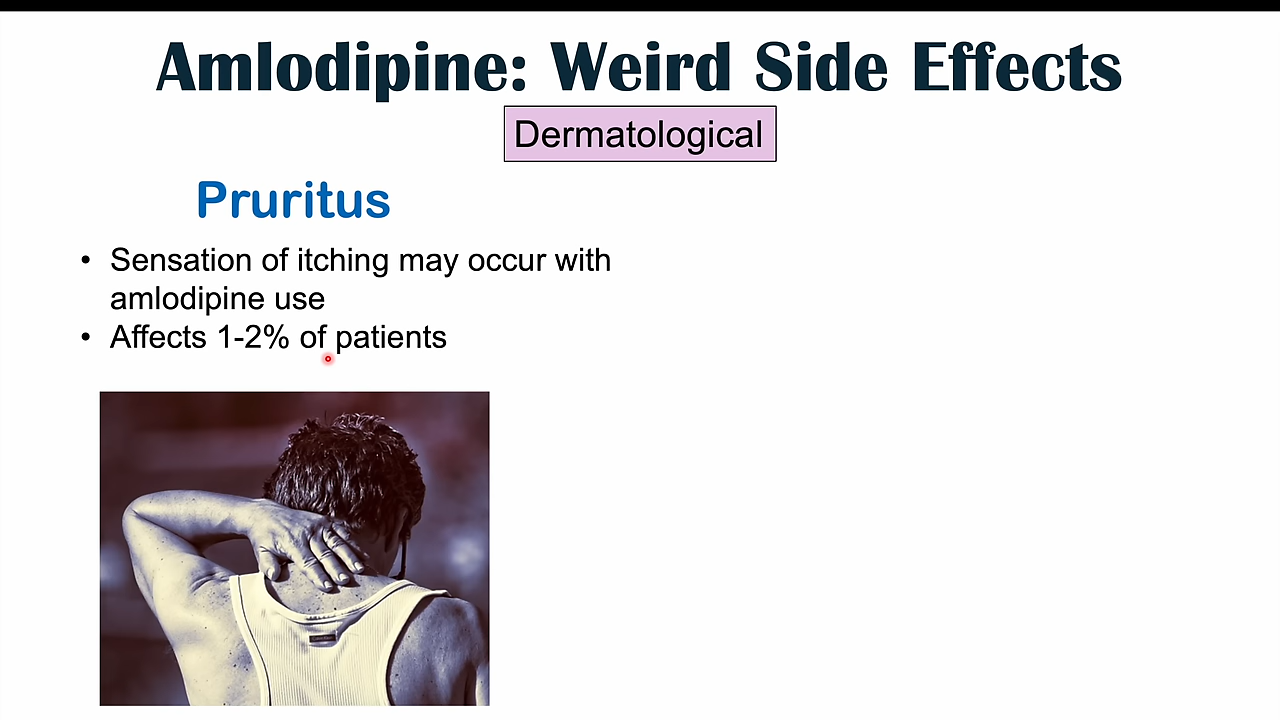 Amlodipine: Weird Side Effects
Dermatological
Pruritus
• Sensation of itching may occur with
amlodipine use
• Affects 1-2% of patients